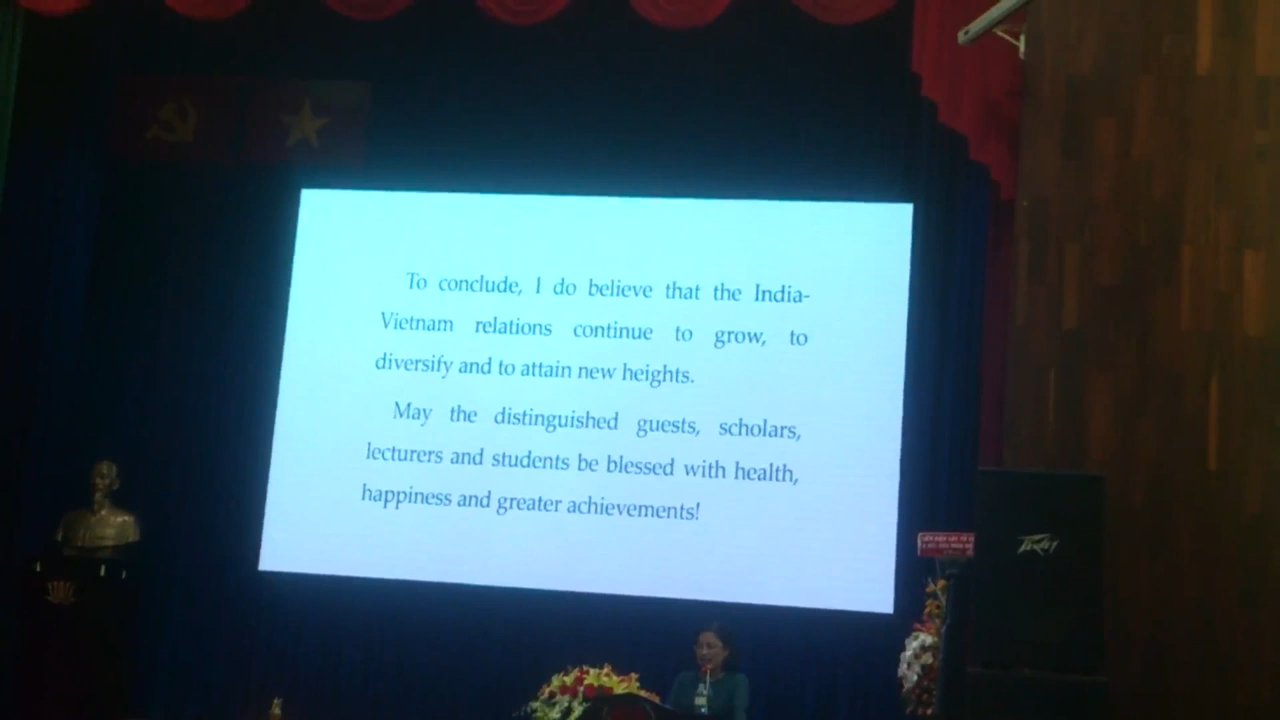 To conclude, I do believe that the India-
Vietnam relations continue to grow, to
diversify and to attain new heights.
May the distinguished guests, scholars,
lecturers and students be blessed with health,
happiness and greater achievements!
Peavey